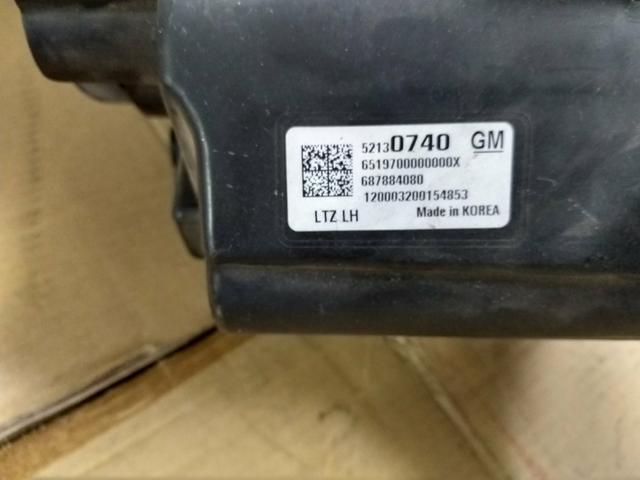 52130740 GM
6519700000000X
687884080
120003200154853
LTZ LH Made in KOREA